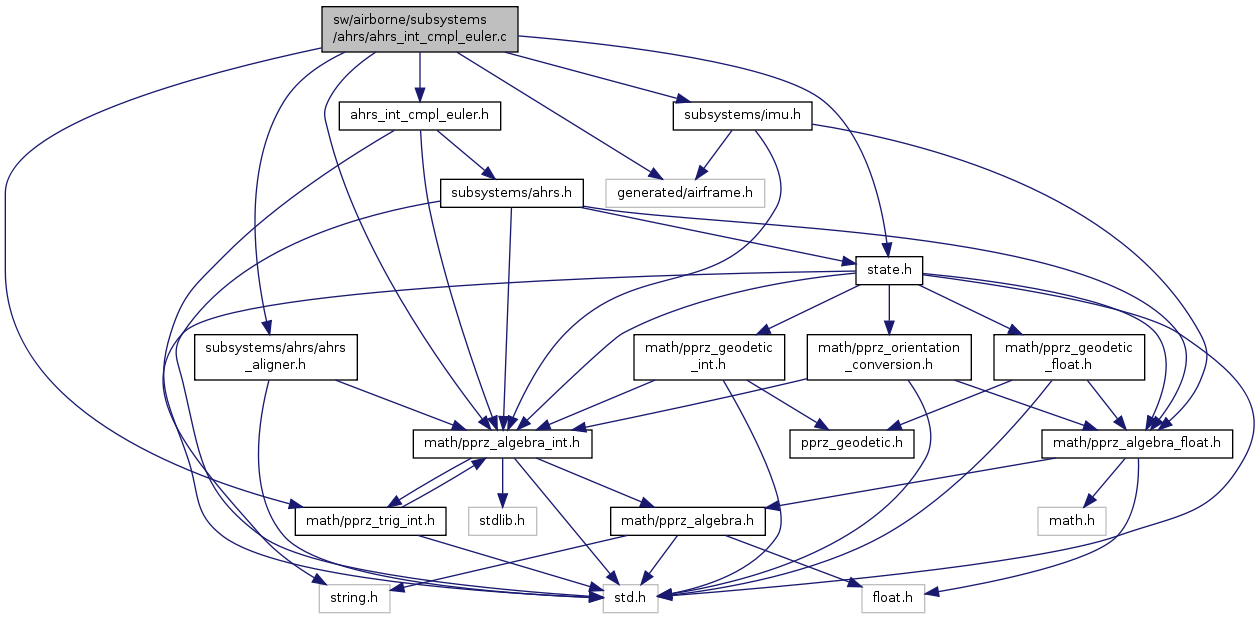 sw/airborne/subsystems
/ahrs/ahrs_int_cmpl_euler.c
ahrs_int_cmpl_euler.h
subsystems/imu.h
subsystems/ahrs.h
generated/airframe.h
state.h
subsystems/ahrs/ahrs
_aligner.h
math/pprz_geodetic
_int.h
math/pprz_orientation
_conversion.h
math/pprz_geodetic
_float.h
math/pprz_algebra_int.h
pprz_geodetic.h
math/pprz_algebra_float.h
math/pprz_trig_int.h
stdlib.h
math/pprz_algebra.h
math.h
string.h
std.h
float.h